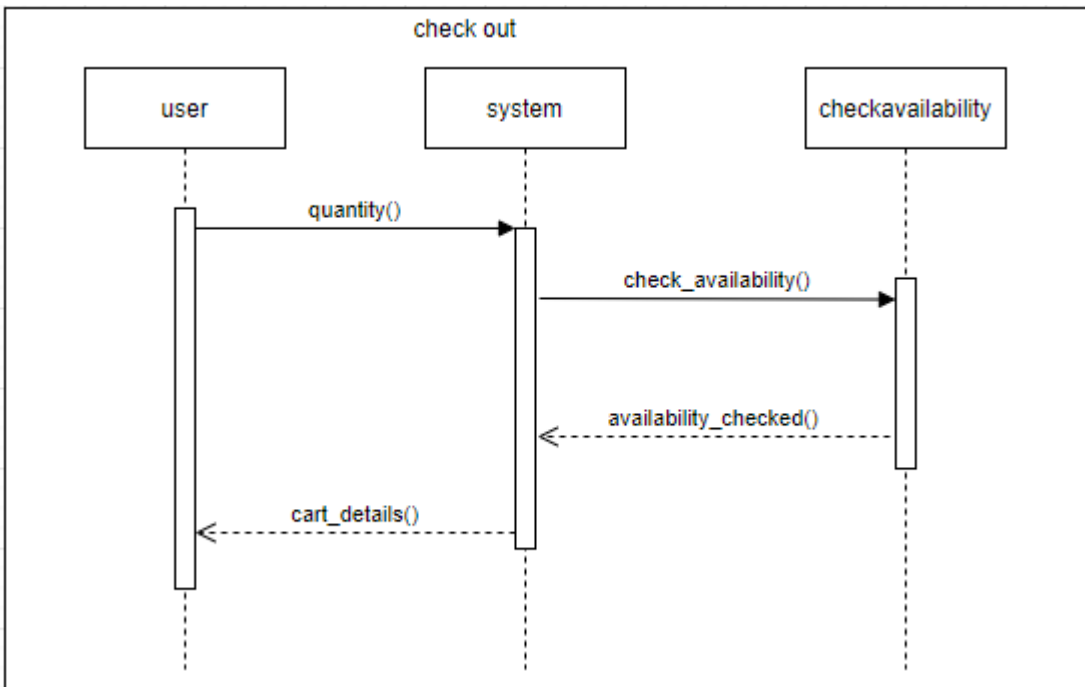 check out
user
system
checkavailability
quantity()
check_availability()
availability_checked()
cart_details()